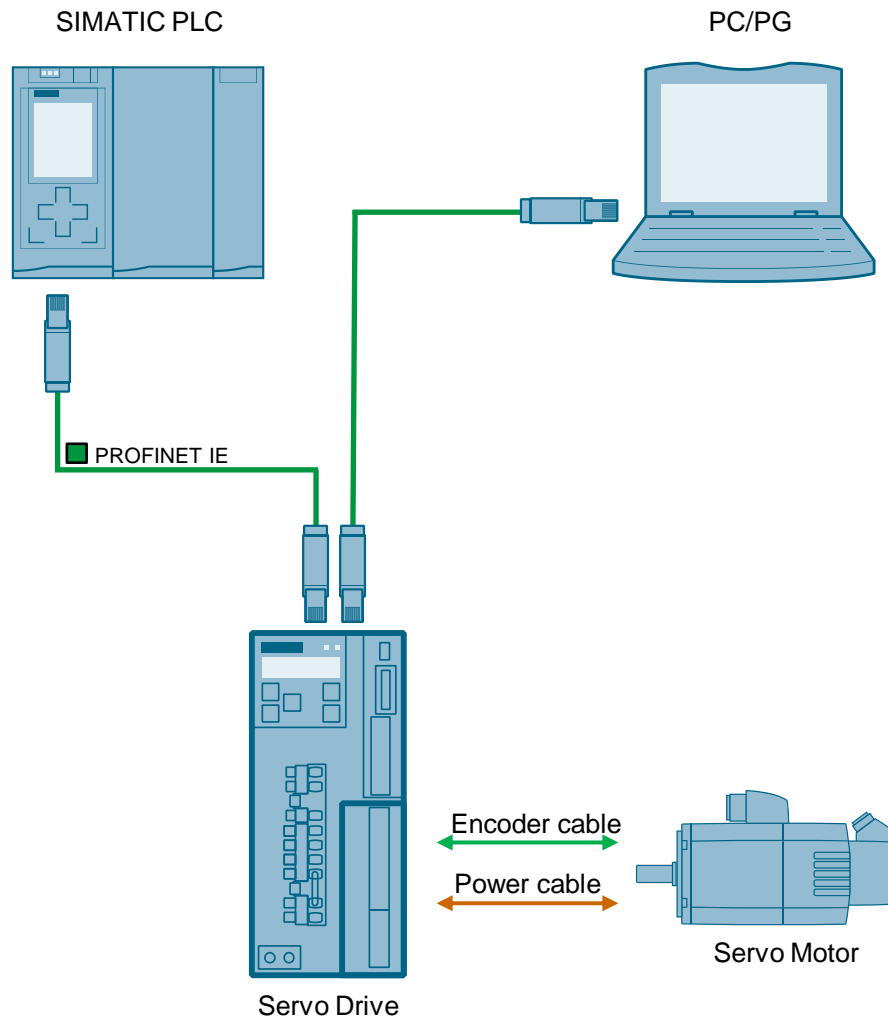 SIMATIC PLC
PC/PG
PROFINET IE
Encoder cable
Power cable
Servo Motor
Servo Drive